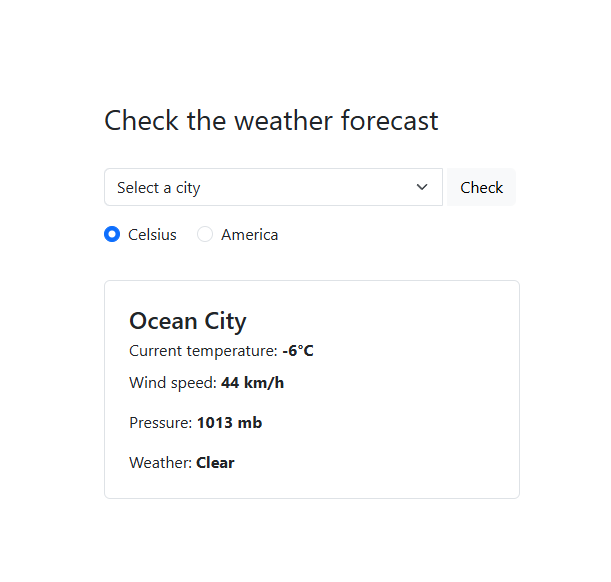 Check the weather forecast
Select a city
Check
Celsius
America
Ocean City
Current temperature: -6°C
Wind speed: 44 km/h
Pressure: 1013 mb
Weather: Clear